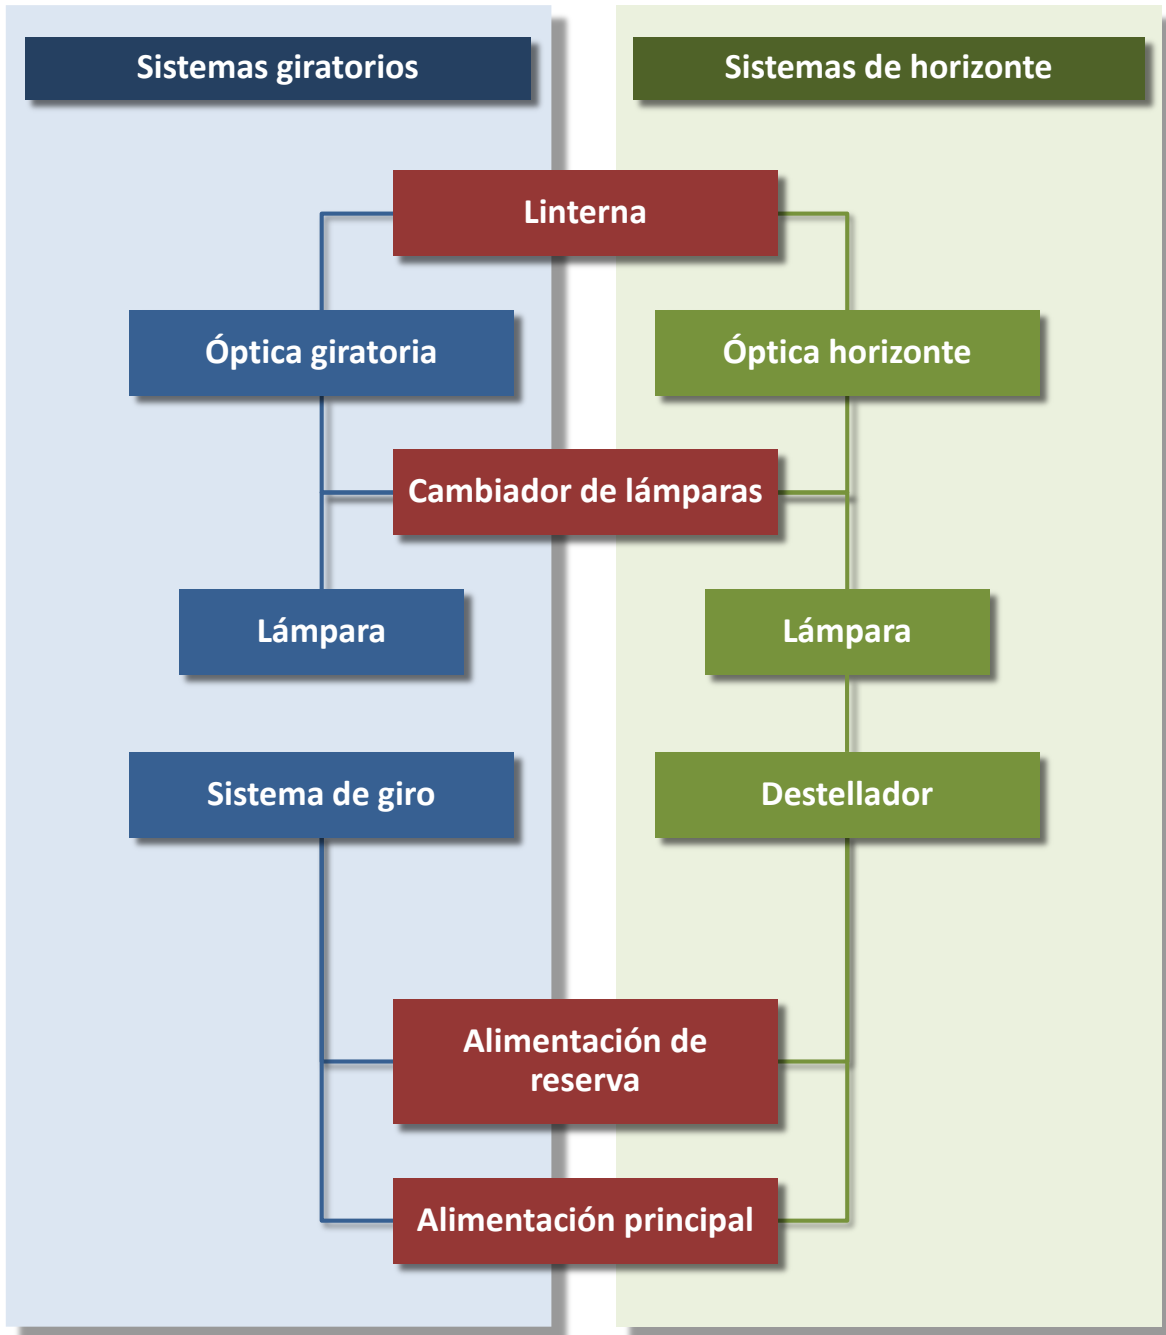 Sistemas giratorios
Sistemas de horizonte
Linterna
Óptica giratoria
Óptica horizonte
Cambiador de lámparas
Lámpara
Lámpara
Sistema de giro
Destellador
Alimentación de
reserva
Alimentación principal